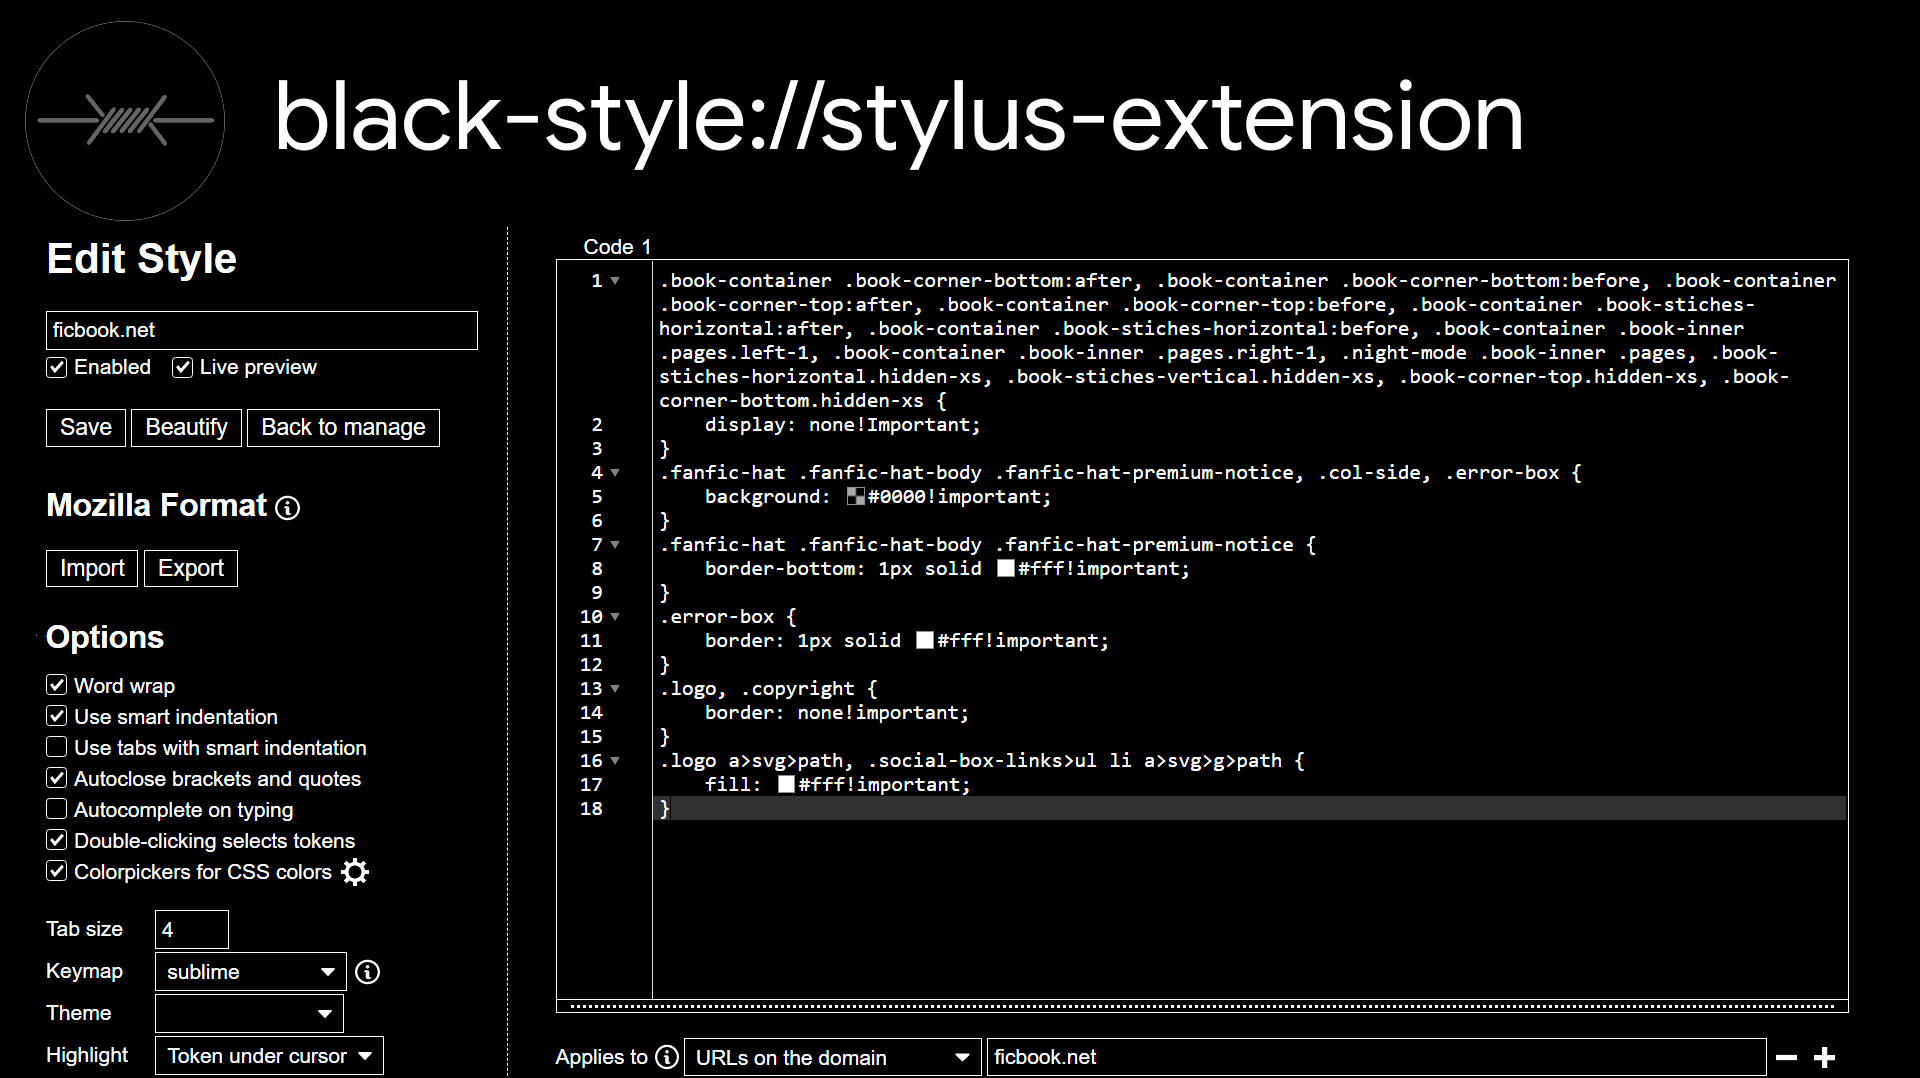 black-style://stylus-extension
Edit Style
ficbook.net
Enabled
Live preview
Save
Beautify
Back to manage
Mozilla Format
Import
Export
Options
Word wrap
Use smart indentation
Use tabs with smart indentation
Autoclose brackets and quotes
Autocomplete on typing
Double-clicking selects tokens
Colorpickers for CSS colors
Tab size 4
Keymap sublime
Theme
Highlight Token under cursor
Code 1
1 .book-container .book-corner-bottom:after, .book-container .book-corner-bottom:before, .book-container
.book-corner-top:after, .book-container .book-corner-top:before, .book-container .book-stiches-
horizontal:after, .book-container .book-stiches-horizontal:before, .book-container .book-inner
.pages.left-1, .book-container .book-inner .pages.right-1, .night-mode .book-inner .pages, .book-
stiches-horizontal.hidden-xs, .book-stiches-vertical.hidden-xs, .book-corner-top.hidden-xs, .book-
corner-bottom.hidden-xs {
2     display: none!Important;
3 }
4 .fanfic-hat .fanfic-hat-body .fanfic-hat-premium-notice, .col-side, .error-box {
5     background: #0000!important;
6 }
7 .fanfic-hat .fanfic-hat-body .fanfic-hat-premium-notice {
8     border-bottom: 1px solid #fff!important;
9 }
10 .error-box {
11     border: 1px solid #fff!important;
12 }
13 .logo, .copyright {
14     border: none!important;
15 }
16 .logo a>svg>path, .social-box-links>ul li a>svg>g>path {
17     fill: #fff!important;
18 }
Applies to URLs on the domain ficbook.net